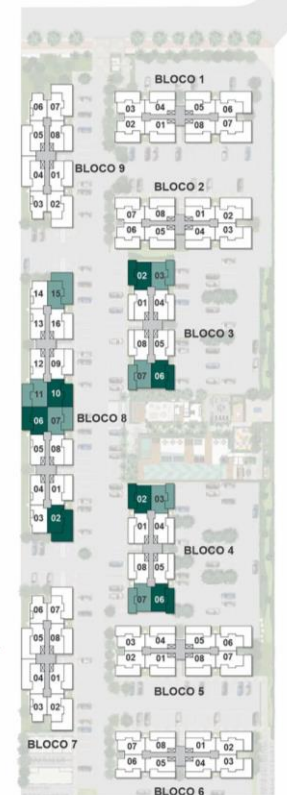 BLOCO 1
03 04 05 06
02 01 08 07
06 07
05 08
04 01
03 02
BLOCO 9
BLOCO 2
07 08 01 02
06 05 04 03
02 03
01 04
08 05
07 06
BLOCO 3
14 15
13 16
12 09
11 10
06 07
05 08
04 01
03 02
BLOCO 8
02 03
01 04
08 05
07 06
BLOCO 4
06 07
05 08
04 01
03 02
BLOCO 7
03 04 05 06
02 01 08 07
BLOCO 5
07 08 01 02
06 05 04 03
BLOCO 6